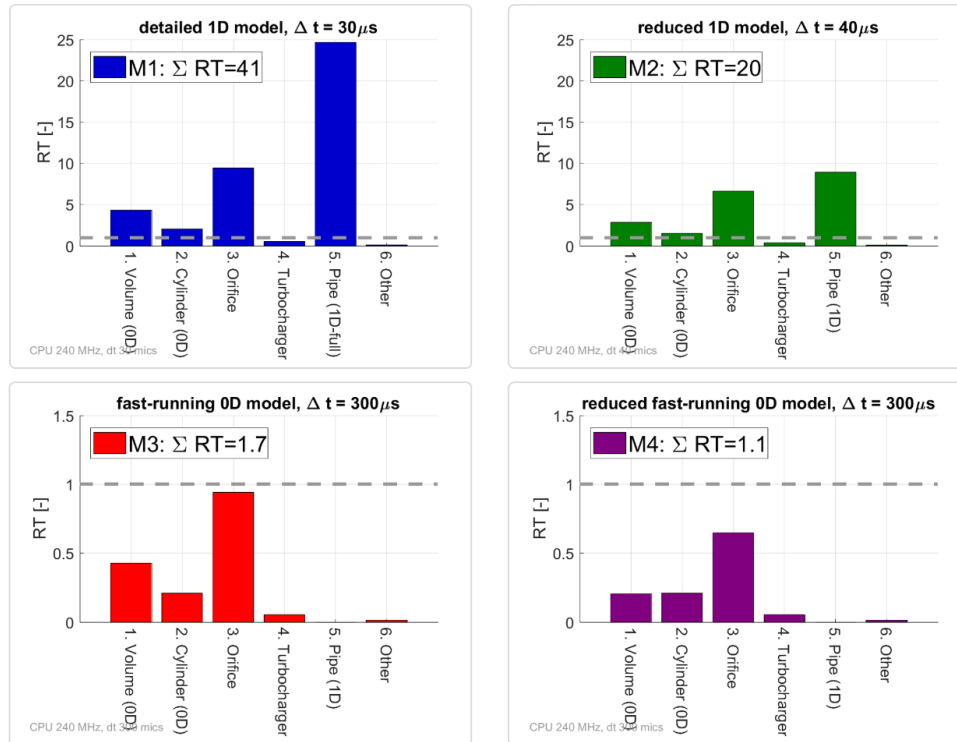 detailed 1D model, Δ t = 30μs
25
20
15
10
5
0
RT [-]
M1: Σ RT=41
1. Volume (0D)
2. Cylinder (0D)
3. Orifice
4. Turbocharger
5. Pipe (1D-full)
6. Other
CPU 240 MHz, dt 30 mics
reduced 1D model, Δ t = 40μs
25
20
15
10
5
0
RT [-]
M2: Σ RT=20
1. Volume (0D)
2. Cylinder (0D)
3. Orifice
4. Turbocharger
5. Pipe (1D)
6. Other
CPU 240 MHz, dt 40 mics
fast-running 0D model, Δ t = 300μs
1.5
1
0.5
0
RT [-]
M3: Σ RT=1.7
1. Volume (0D)
2. Cylinder (0D)
3. Orifice
4. Turbocharger
5. Pipe (1D)
6. Other
CPU 240 MHz, dt 300 mics
reduced fast-running 0D model, Δ t = 300μs
1.5
1
0.5
0
RT [-]
M4: Σ RT=1.1
1. Volume (0D)
2. Cylinder (0D)
3. Orifice
4. Turbocharger
5. Pipe (1D)
6. Other
CPU 240 MHz, dt 300 mics